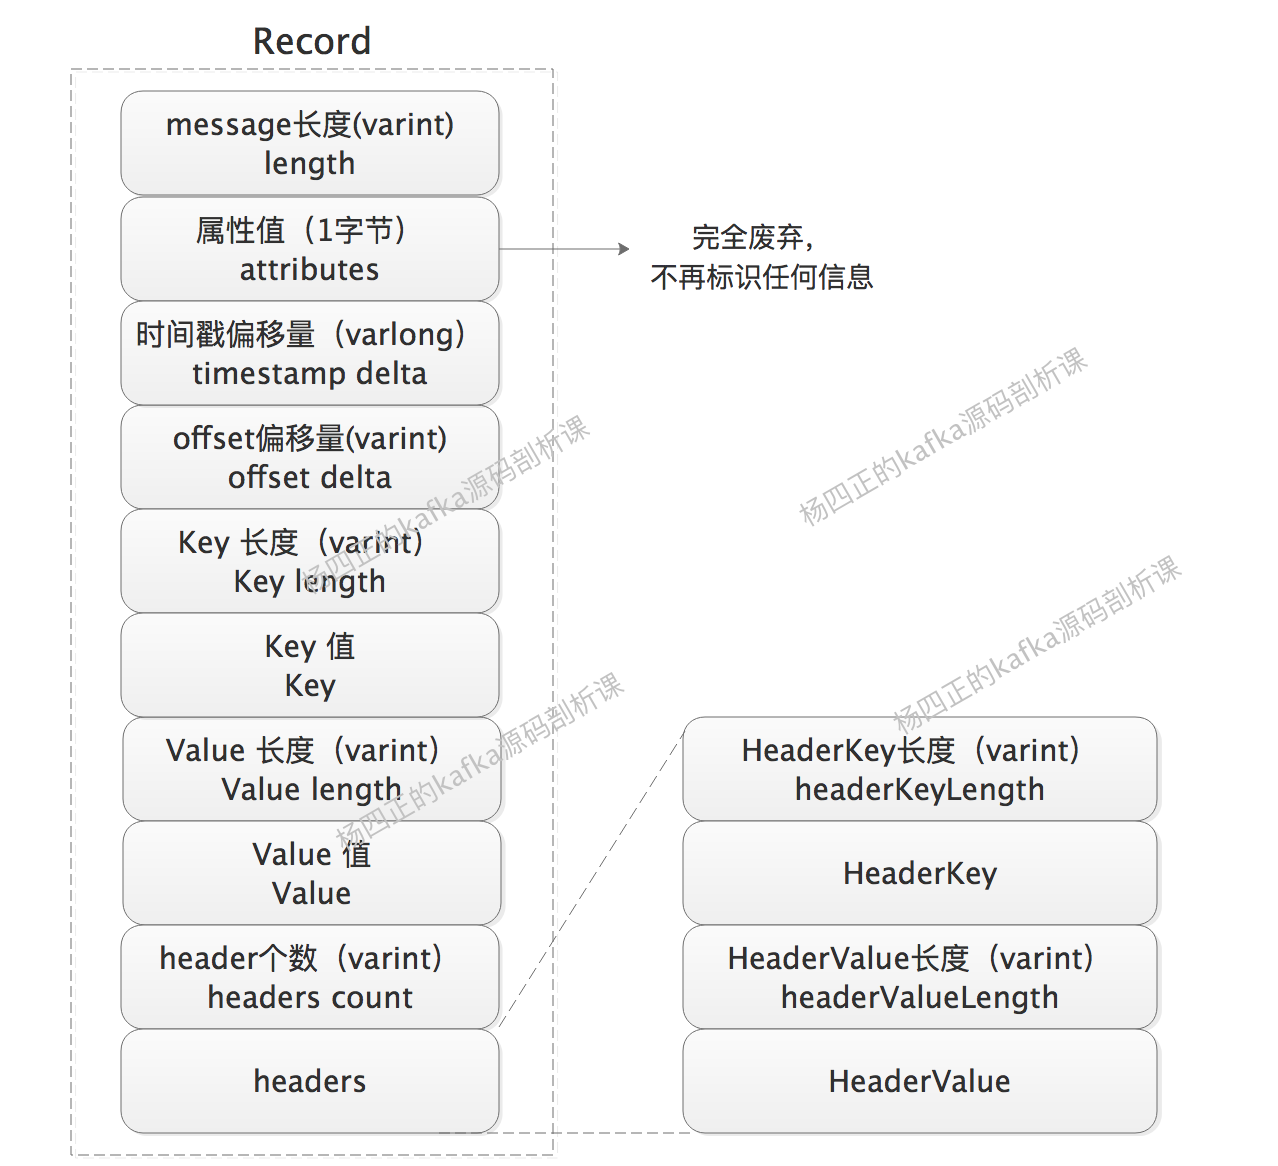 Record
message长度(varint)
length
属性值（1字节）
attributes
完全废弃，
不再标识任何信息
时间戳偏移量（varlong）
timestamp delta
offset偏移量(varint)
offset delta
Key 长度（varint）
Key length
Key 值
Key
Value 长度（varint）
Value length
Value 值
Value
header个数（varint）
headers count
headers
HeaderKey长度（varint）
headerKeyLength
HeaderKey
HeaderValue长度（varint）
headerValueLength
HeaderValue
杨四正的kafka源码剖析课
杨四正的kafka源码剖析课
杨四正的kafka源码剖析课
杨四正的kafka源码剖析课